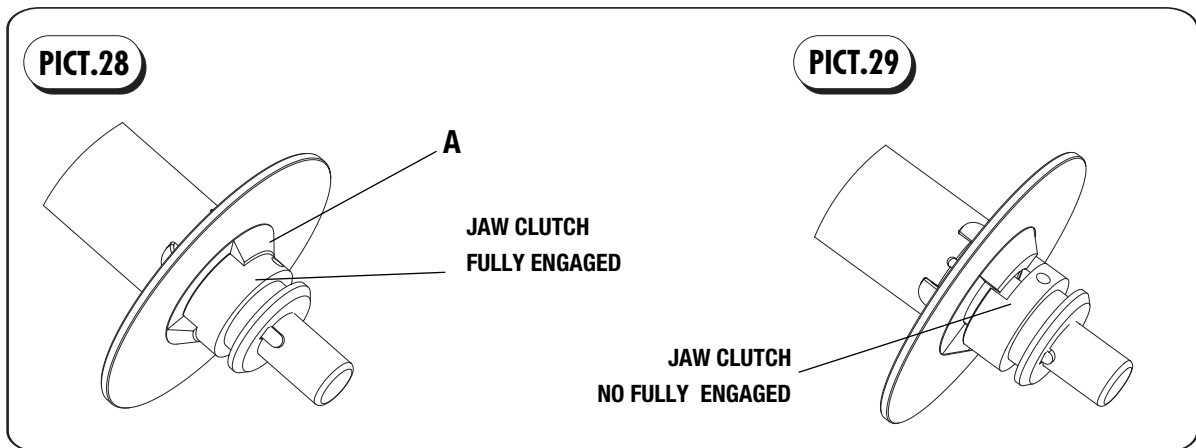 PICT.28
PICT.29
A
JAW CLUTCH
FULLY ENGAGED
JAW CLUTCH
NO FULLY ENGAGED